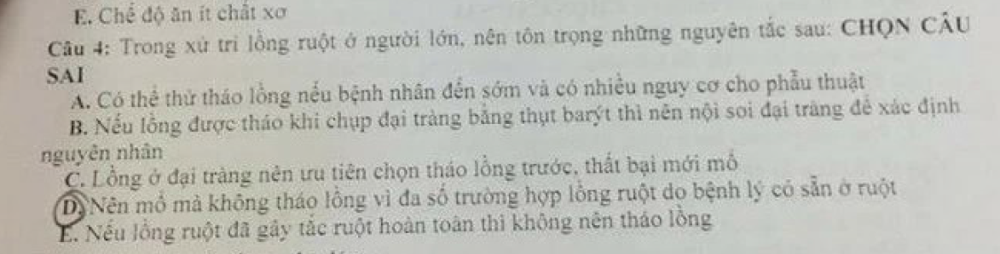 E. Chế độ ăn ít chất xơ
Câu 4: Trong xử trí lồng ruột ở người lớn, nên tôn trọng những nguyên tắc sau: CHỌN CÂU
SAI
A. Có thể thử tháo lồng nếu bệnh nhân đến sớm và có nhiều nguy cơ cho phẫu thuật
B. Nếu lồng được tháo khi chụp đại tràng bằng thụt barýt thì nên nội soi đại tràng để xác định
nguyên nhân
C. Lồng ở đại tràng nên ưu tiên chọn tháo lồng trước, thất bại mới mổ
D. Nên mổ mà không tháo lồng vì đa số trường hợp lồng ruột do bệnh lý có sẵn ở ruột
E. Nếu lồng ruột đã gây tắc ruột hoàn toàn thì không nên tháo lồng